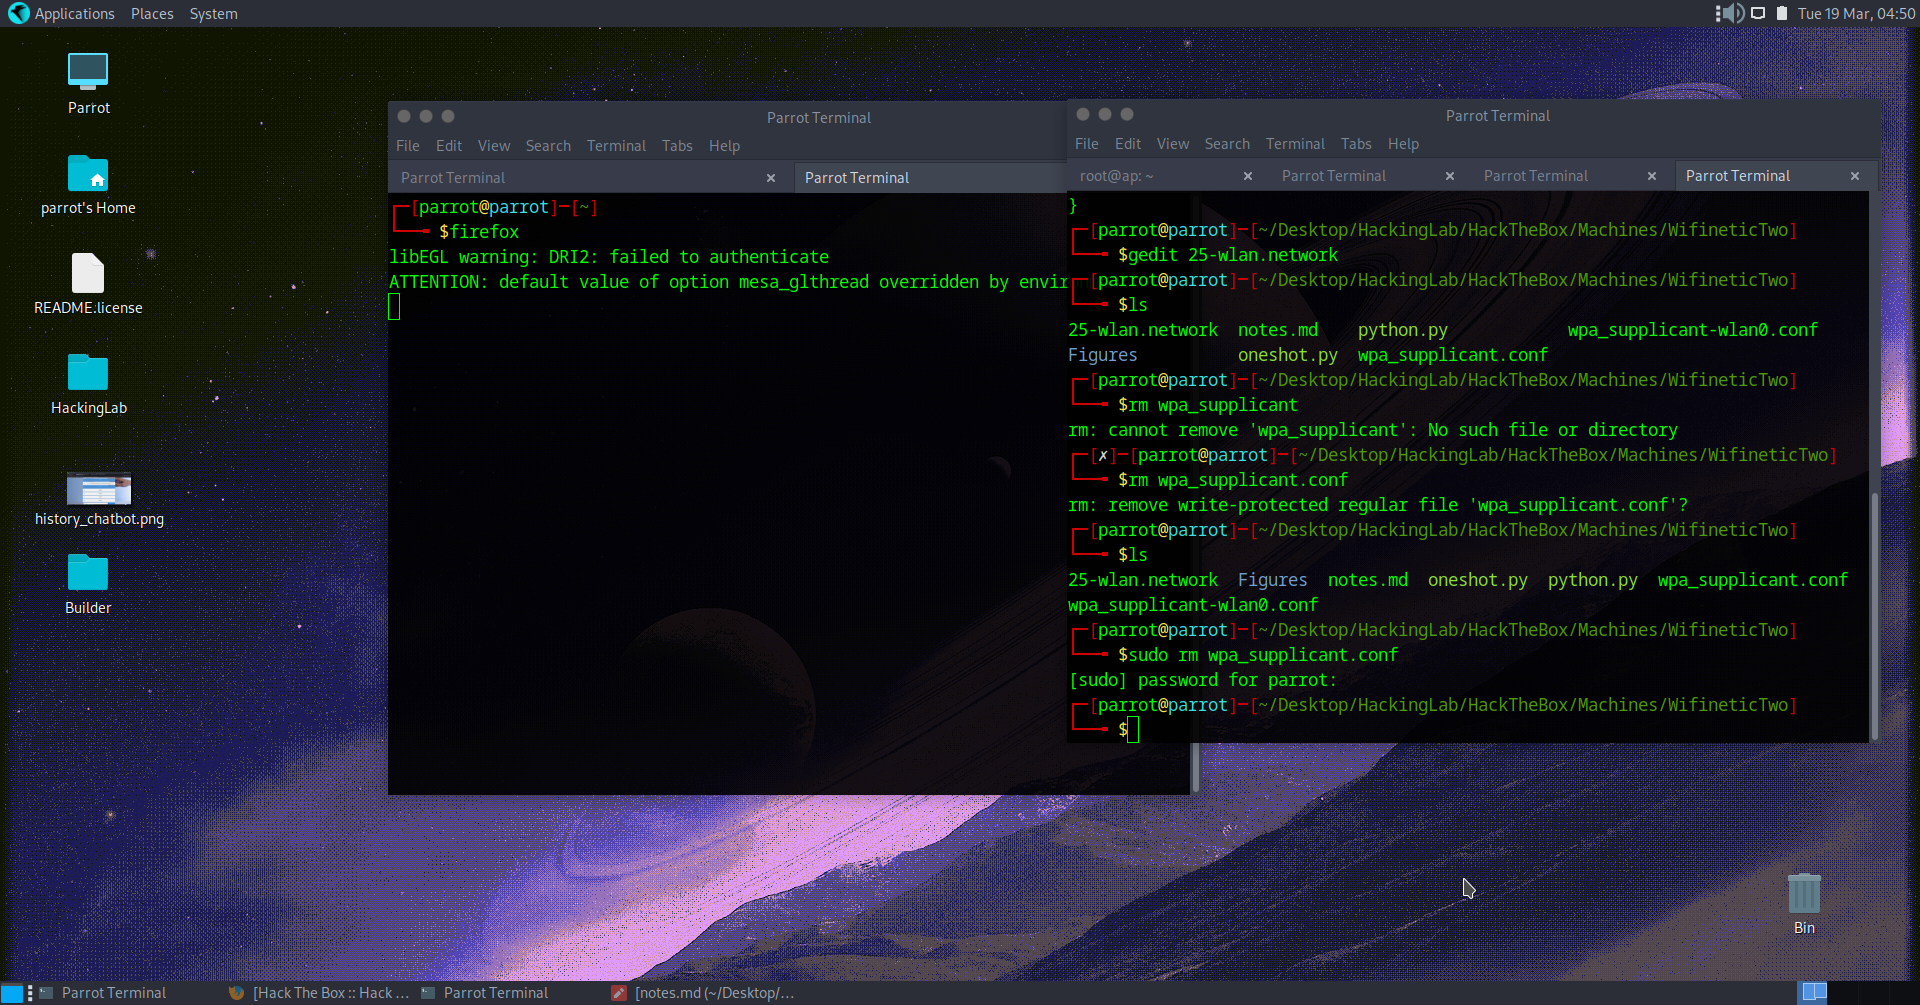 Applications Places System
Tue 19 Mar, 04:50
Parrot
parrot's Home
README.license
HackingLab
history_chatbot.png
Builder
Parrot Terminal
File Edit View Search Terminal Tabs Help
Parrot Terminal × Parrot Terminal
┌─[parrot@parrot]─[~]
└──╼ $firefox
libEGL warning: DRI2: failed to authenticate
ATTENTION: default value of option mesa_glthread overridden by envir
Parrot Terminal
File Edit View Search Terminal Tabs Help
root@ap: ~ × Parrot Terminal × Parrot Terminal × Parrot Terminal ×
}
┌─[parrot@parrot]─[~/Desktop/HackingLab/HackTheBox/Machines/WifineticTwo]
└──╼ $gedit 25-wlan.network
┌─[parrot@parrot]─[~/Desktop/HackingLab/HackTheBox/Machines/WifineticTwo]
└──╼ $ls
25-wlan.network notes.md python.py wpa_supplicant-wlan0.conf
Figures oneshot.py wpa_supplicant.conf
┌─[parrot@parrot]─[~/Desktop/HackingLab/HackTheBox/Machines/WifineticTwo]
└──╼ $rm wpa_supplicant
rm: cannot remove 'wpa_supplicant': No such file or directory
┌─[✗]─[parrot@parrot]─[~/Desktop/HackingLab/HackTheBox/Machines/WifineticTwo]
└──╼ $rm wpa_supplicant.conf
rm: remove write-protected regular file 'wpa_supplicant.conf'?
┌─[parrot@parrot]─[~/Desktop/HackingLab/HackTheBox/Machines/WifineticTwo]
└──╼ $ls
25-wlan.network Figures notes.md oneshot.py python.py wpa_supplicant.conf
wpa_supplicant-wlan0.conf
┌─[parrot@parrot]─[~/Desktop/HackingLab/HackTheBox/Machines/WifineticTwo]
└──╼ $sudo rm wpa_supplicant.conf
[sudo] password for parrot:
┌─[parrot@parrot]─[~/Desktop/HackingLab/HackTheBox/Machines/WifineticTwo]
└──╼ $
Bin
Parrot Terminal [Hack The Box :: Hack ... Parrot Terminal [notes.md (~/Desktop/...